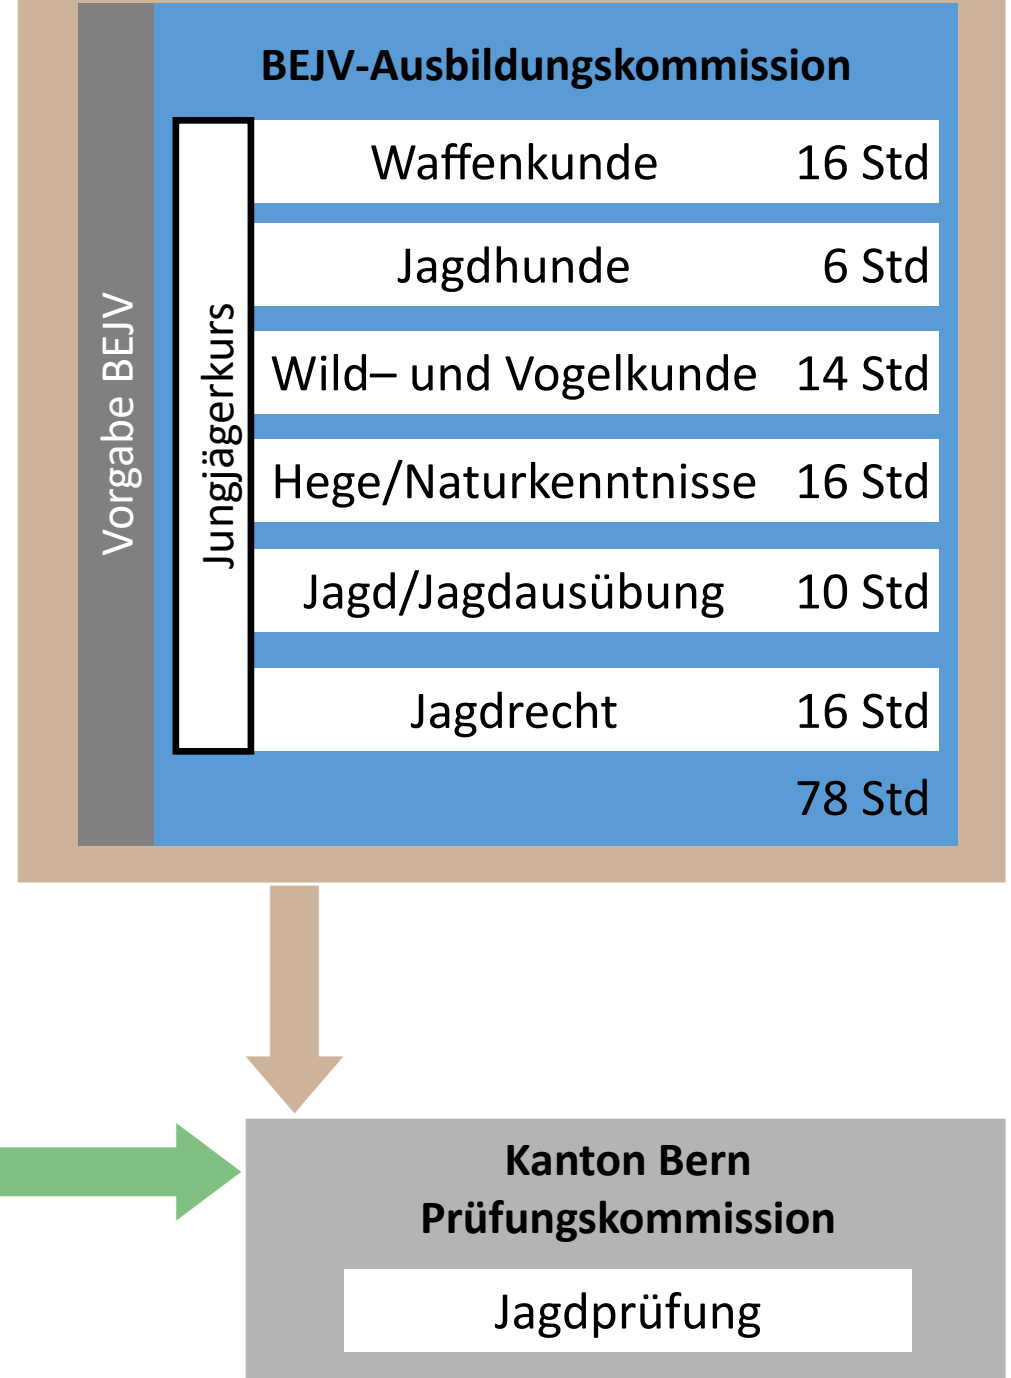 BEJV-Ausbildungskommission
Vorgabe BEJV
Jungjägerkurs
Waffenkunde 16 Std
Jagdhunde 6 Std
Wild– und Vogelkunde 14 Std
Hege/Naturkenntnisse 16 Std
Jagd/Jagdausübung 10 Std
Jagdrecht 16 Std
78 Std
Kanton Bern
Prüfungskommission
Jagdprüfung